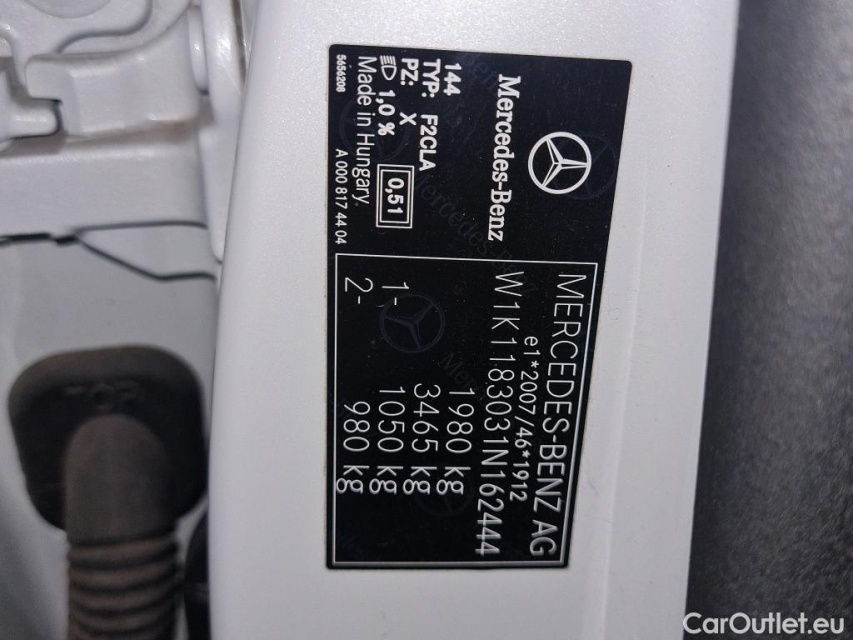 Mercedes-Benz
144
TYP: F2CLA
PZ: X
1,0 % 0,51
Made in Hungary
5656208 A 000 817 44 04
MERCEDES-BENZ AG
e1*2007/46*1912
W1K1183031N162444
1980 kg
3465 kg
1- 1050 kg
2- 980 kg
CarOutlet.eu